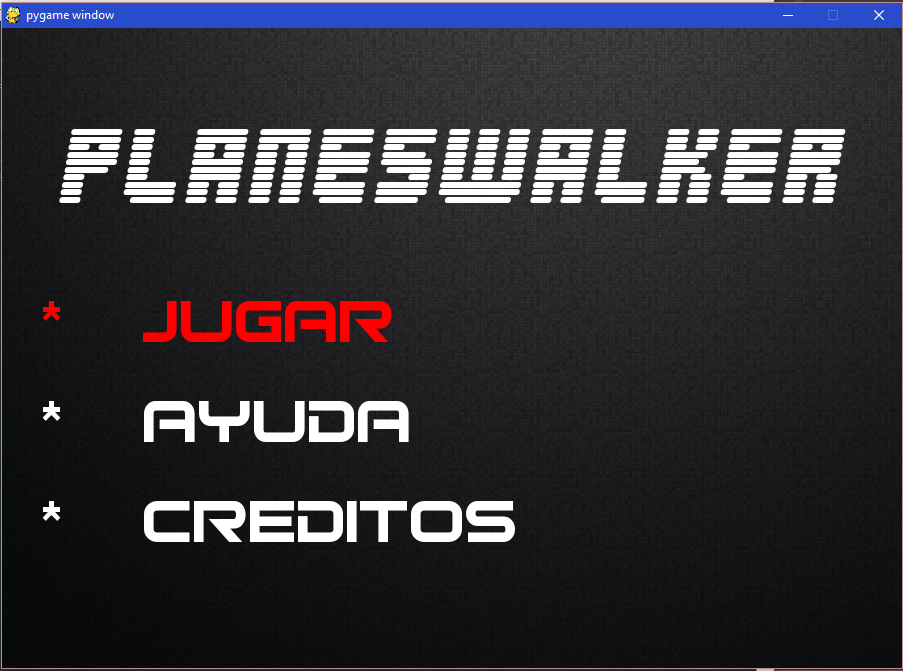 pygame window
PLANESWALKER
* JUGAR
* AYUDA
* CREDITOS